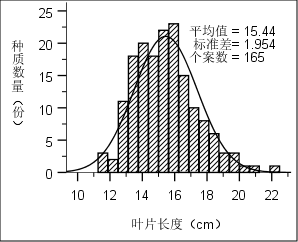 平均值 = 15.44
标准差= 1.954
个案数= 165
种质数量（份）
25
20
15
10
5
0
10 12 14 16 18 20 22
叶片长度（cm）